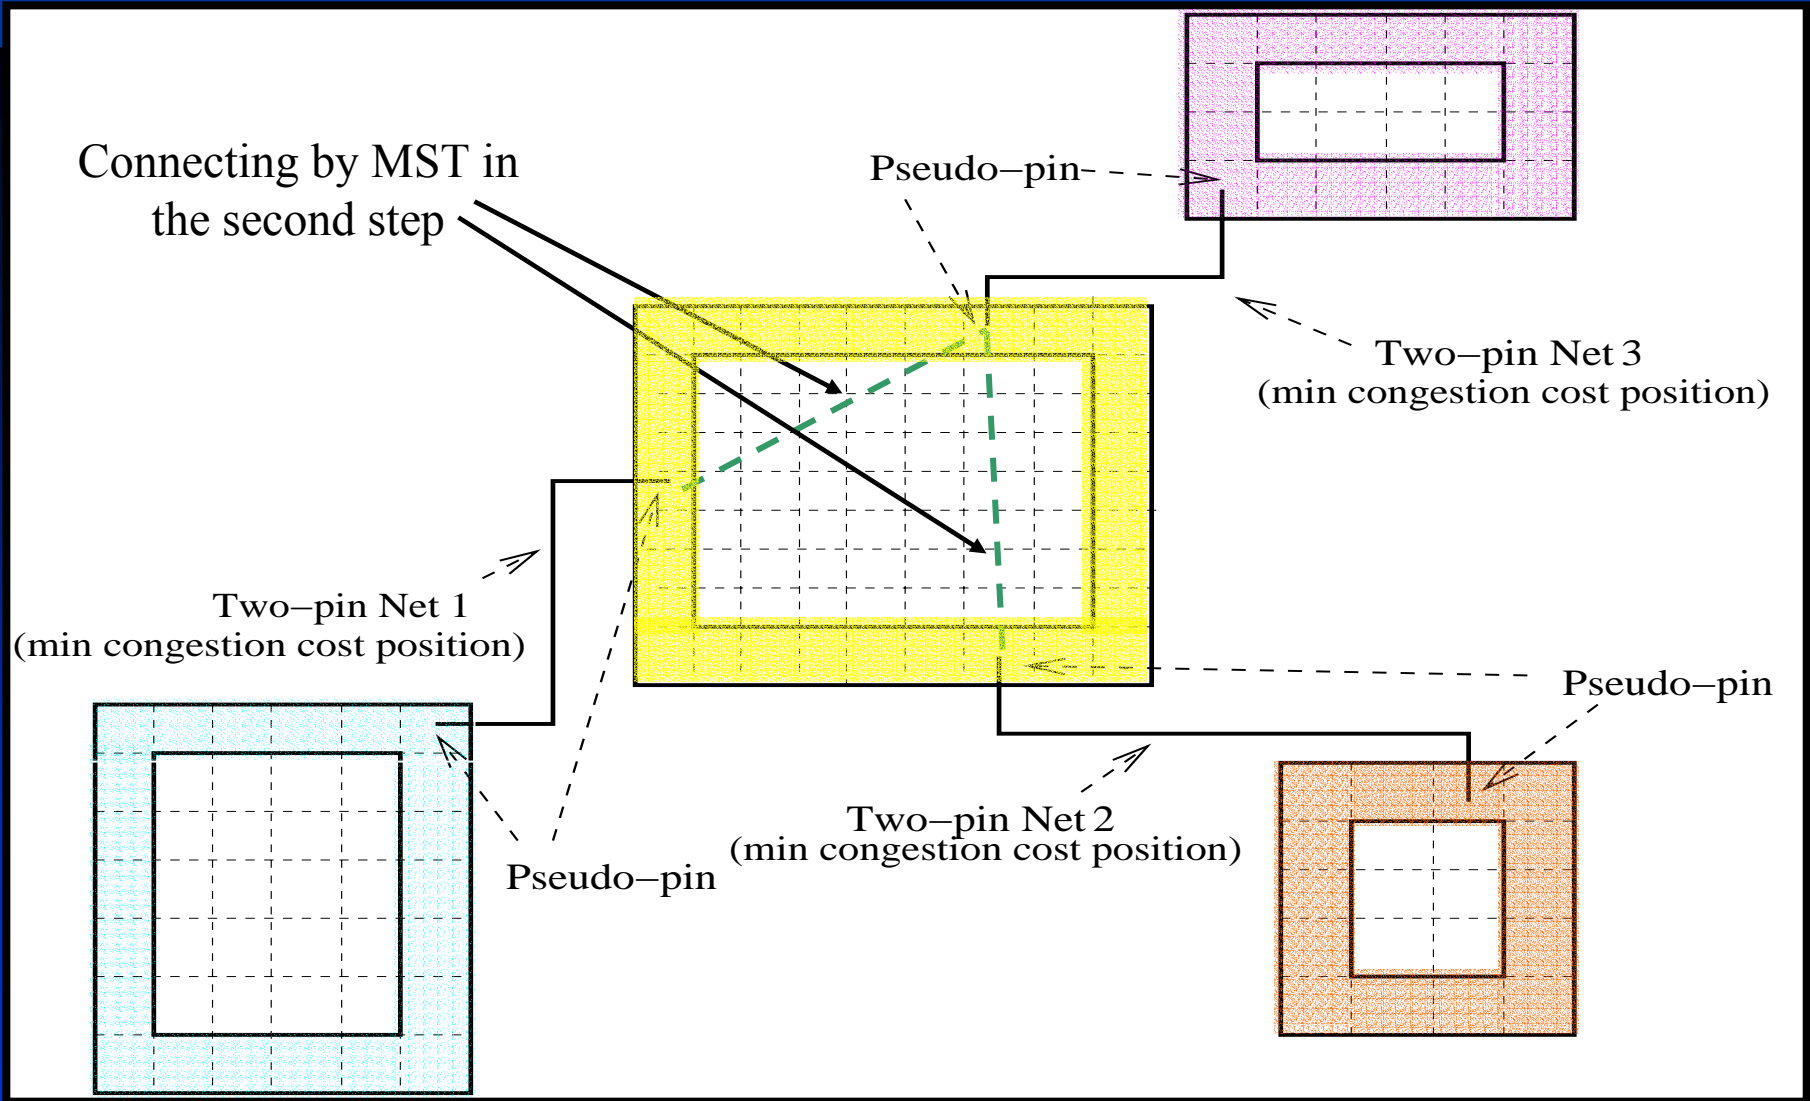 Connecting by MST in
the second step
Pseudo−pin
Two−pin Net 3
(min congestion cost position)
Two−pin Net 1
(min congestion cost position)
Pseudo−pin
Two−pin Net 2
(min congestion cost position)
Pseudo−pin